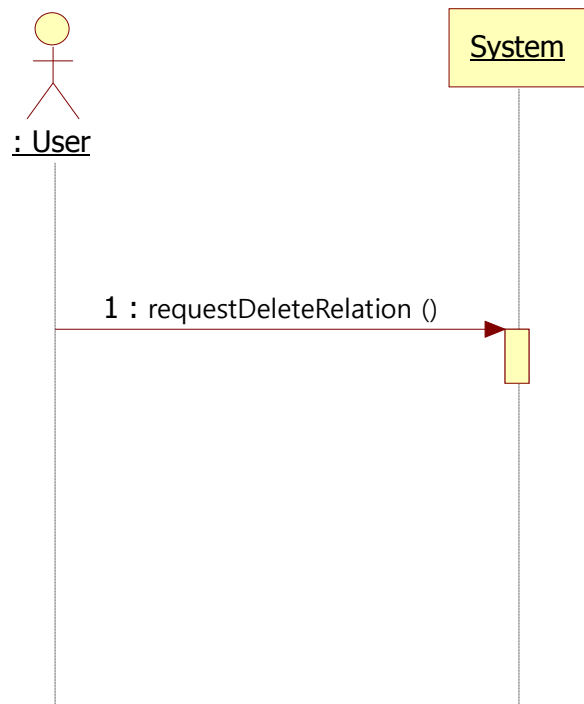 System
: User
1 : requestDeleteRelation ()